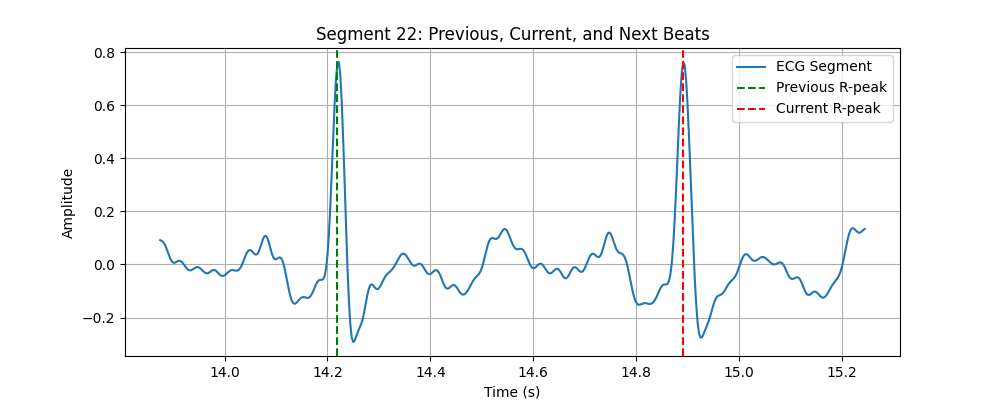 Segment 22: Previous, Current, and Next Beats
ECG Segment
Previous R-peak
Current R-peak
Amplitude
0.8
0.6
0.4
0.2
0.0
−0.2
14.0 14.2 14.4 14.6 14.8 15.0 15.2
Time (s)